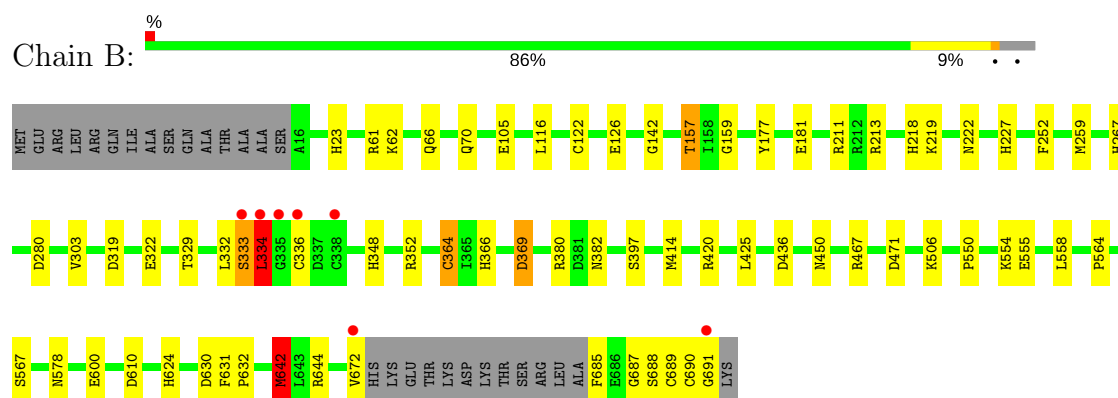 %
Chain B:
86% 9% • •
MET GLU ARG LEU ARG GLN ILE ALA SER GLN ALA THR ALA ALA SER A16 H23 R61 K62 Q66 Q70 E105 L116 C122 E126 G142 T157 I158 G159 Y177 E181 R211 R212 R213 H218 K219 N222 H227 F252 M259 H267
D280 V303 D319 E322 T329 L332 S333 L334 G335 C336 D337 C338 H348 R352 C364 I365 H366 D369 R380 D381 N382 S397 M414 R420 L425 D436 N450 R467 D471 K506 P550 K554 E555 L558 P564
S567 N578 E600 D610 H624 D630 F631 P632 M642 L643 R644 V672 HIS LYS GLU THR LYS ASP LYS THR SER ARG LEU ALA F685 E686 G687 S688 C689 C690 G691 LYS